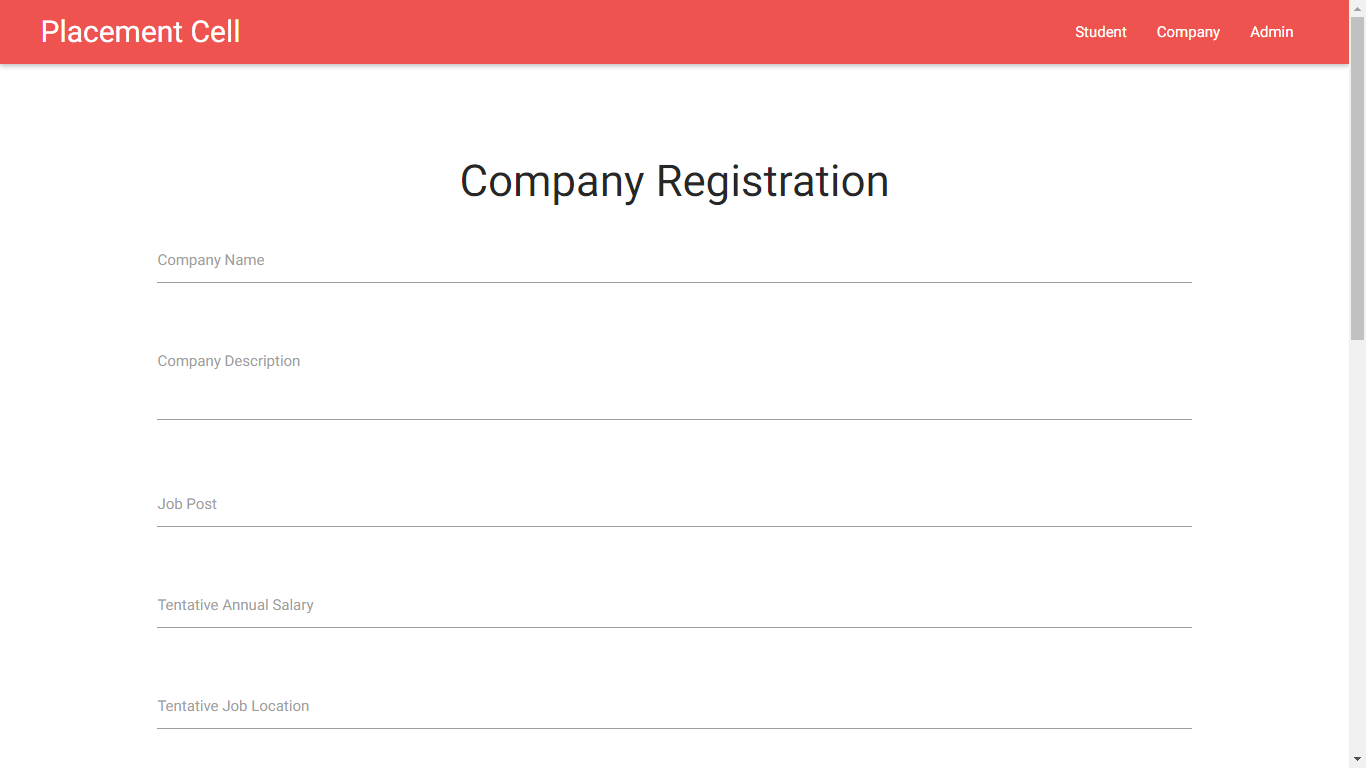 Placement Cell
Student Company Admin
Company Registration
Company Name
Company Description
Job Post
Tentative Annual Salary
Tentative Job Location